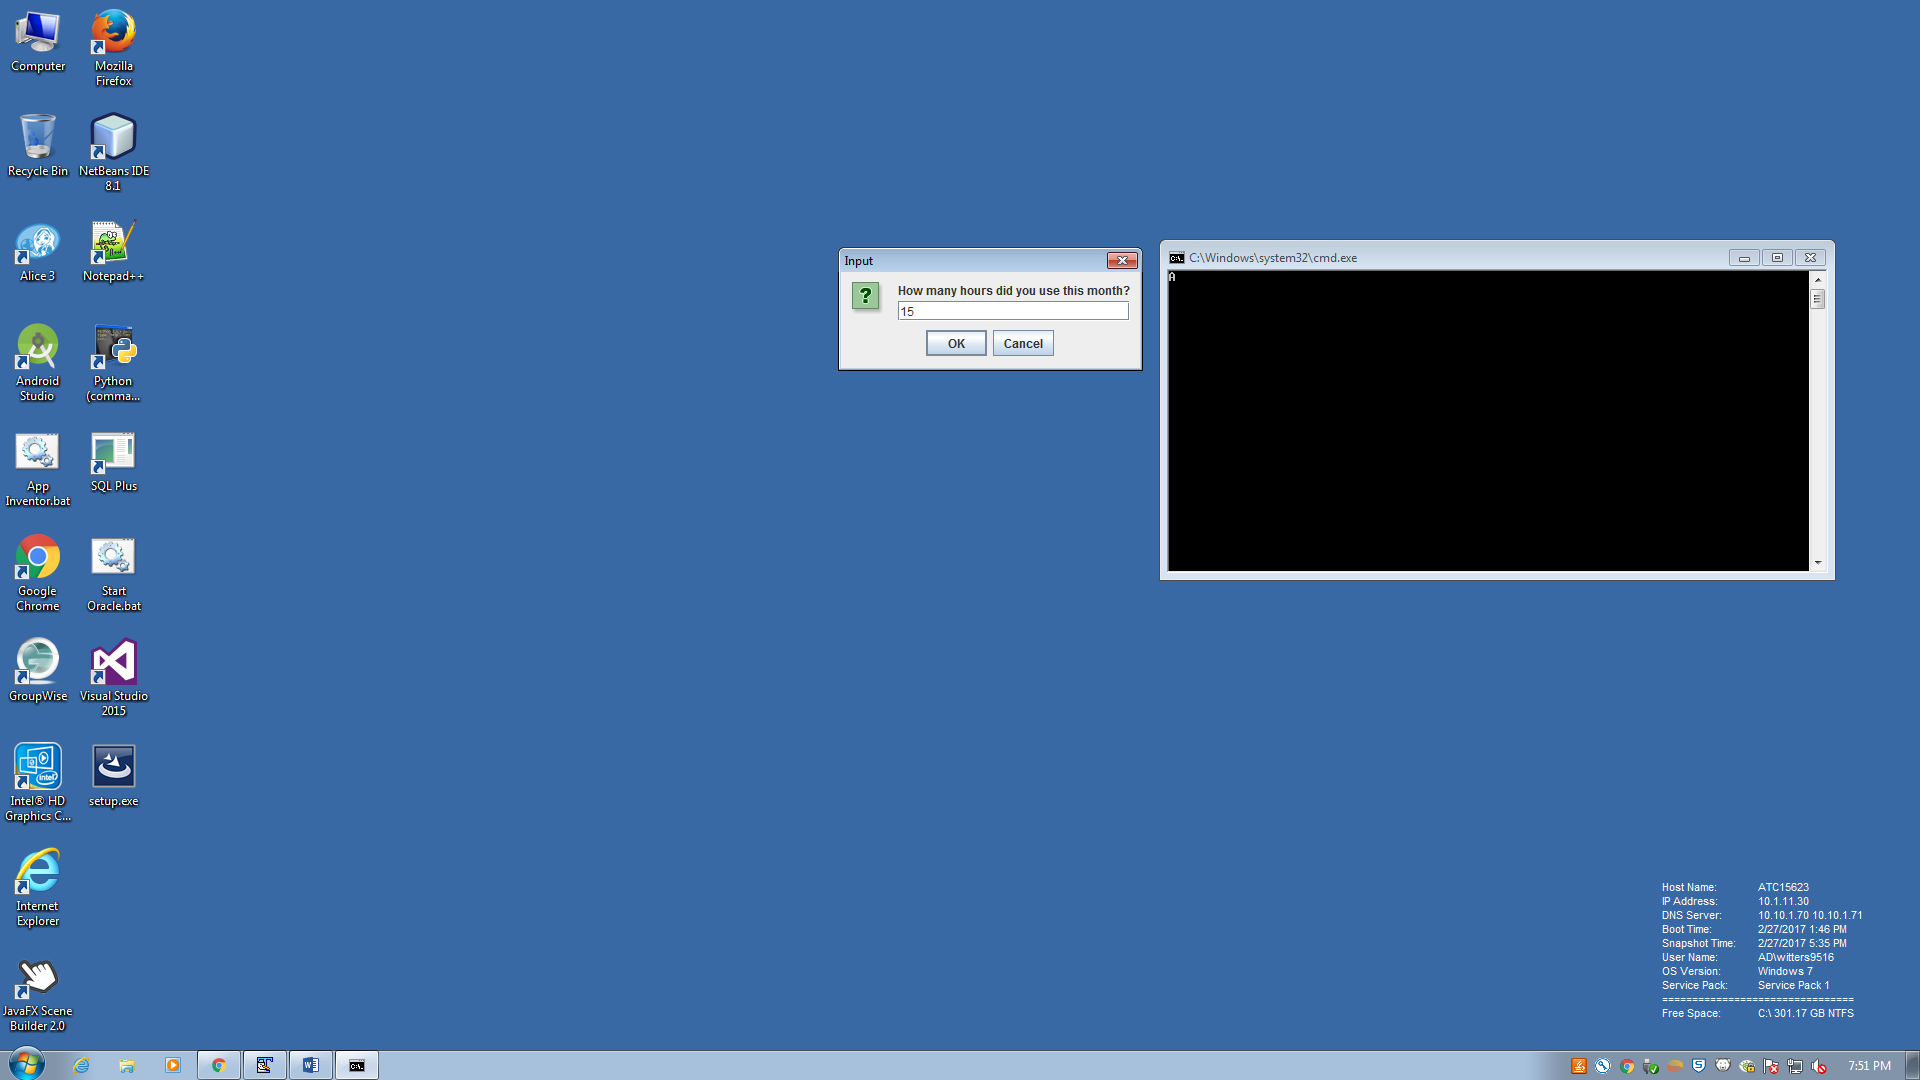 Computer
Mozilla
Firefox
Recycle Bin
NetBeans IDE
8.1
Alice 3
Notepad++
Android
Studio
Python
(comma...
App
Inventor.bat
SQL Plus
Google
Chrome
Start
Oracle.bat
GroupWise
Visual Studio
2015
Intel® HD
Graphics C...
setup.exe
Internet
Explorer
JavaFX Scene
Builder 2.0
Input
How many hours did you use this month?
15
OK Cancel
C:\Windows\system32\cmd.exe
A
Host Name: ATC15623
IP Address: 10.1.11.30
DNS Server: 10.10.1.70 10.10.1.71
Boot Time: 2/27/2017 1:46 PM
Snapshot Time: 2/27/2017 5:35 PM
User Name: AD\witters9516
OS Version: Windows 7
Service Pack: Service Pack 1
================================
Free Space: C:\ 301.17 GB NTFS
7:51 PM